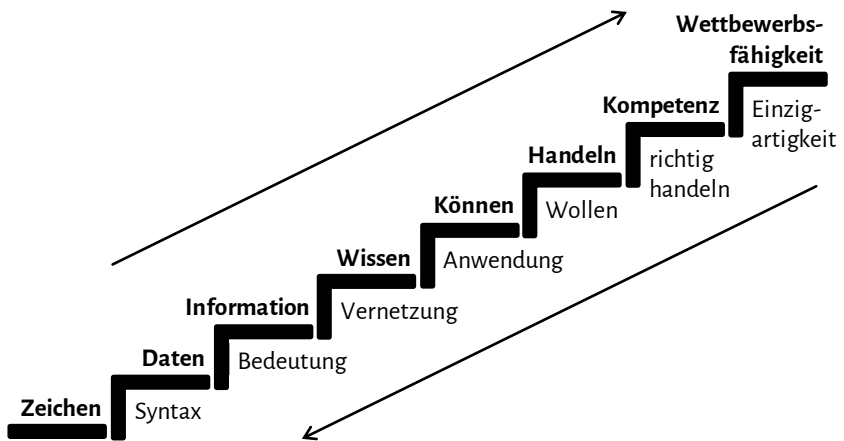 Wettbewerbs-
fähigkeit
Einzig-
artigkeit
Kompetenz
richtig
handeln
Handeln
Wollen
Können
Anwendung
Wissen
Vernetzung
Information
Bedeutung
Daten
Syntax
Zeichen